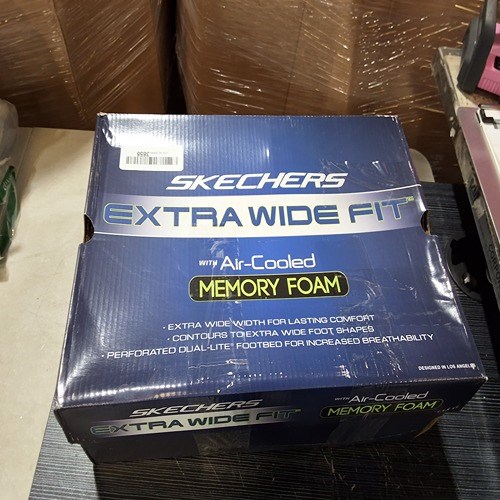 SKECHERS
EXTRA WIDE FIT
WITH Air-Cooled
MEMORY FOAM
· EXTRA WIDE WIDTH FOR LASTING COMFORT
· CONTOURS TO EXTRA WIDE FOOT SHAPES
· PERFORATED DUAL-LITE® FOOTBED FOR INCREASED BREATHABILITY
DESIGNED IN LOS ANGELES
SKECHERS
EXTRA WIDE FIT
WITH Air-Cooled
MEMORY FOAM